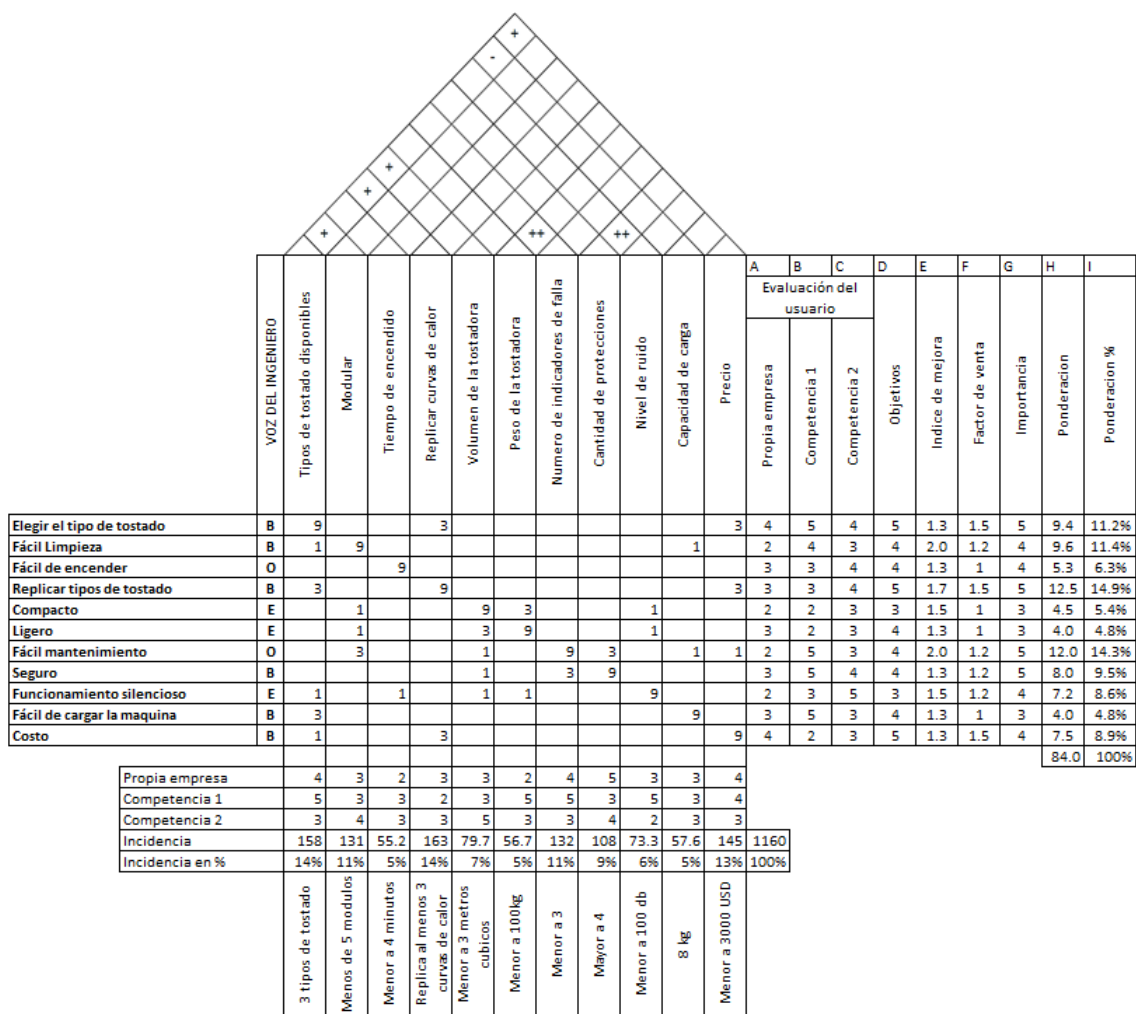 +
-
+
+
+ ++ ++
A B C D E F G H I
Evaluación del
usuario
VOZ DEL INGENIERO
Tipos de tostado disponibles
Modular
Tiempo de encendido
Replicar curvas de calor
Volumen de la tostadora
Peso de la tostadora
Numero de indicadores de falla
Cantidad de protecciones
Nivel de ruido
Capacidad de carga
Precio
Propia empresa
Competencia 1
Competencia 2
Objetivos
Indice de mejora
Factor de venta
Importancia
Ponderacion
Ponderacion %
Elegir el tipo de tostado B 9 3 3 4 5 4 5 1.3 1.5 5 9.4 11.2%
Fácil Limpieza B 1 9 1 2 4 3 4 2.0 1.2 4 9.6 11.4%
Fácil de encender O 9 3 3 4 4 1.3 1 4 5.3 6.3%
Replicar tipos de tostado B 3 9 3 3 3 4 5 1.7 1.5 5 12.5 14.9%
Compacto E 1 9 3 1 2 2 3 3 1.5 1 3 4.5 5.4%
Ligero E 1 3 9 1 3 2 3 4 1.3 1 3 4.0 4.8%
Fácil mantenimiento O 3 1 9 3 1 1 2 5 3 4 2.0 1.2 5 12.0 14.3%
Seguro B 1 3 9 3 5 4 4 1.3 1.2 5 8.0 9.5%
Funcionamiento silencioso E 1 1 1 1 9 2 3 5 3 1.5 1.2 4 7.2 8.6%
Fácil de cargar la maquina B 3 9 3 5 3 4 1.3 1 3 4.0 4.8%
Costo B 1 3 9 4 2 3 5 1.3 1.5 4 7.5 8.9%
84.0 100%
Propia empresa 4 3 2 3 3 2 4 5 3 3 4
Competencia 1 5 3 3 2 3 5 5 3 5 3 4
Competencia 2 3 4 3 3 5 3 3 4 2 3 3
Incidencia 158 131 55.2 163 79.7 56.7 132 108 73.3 57.6 145 1160
Incidencia en % 14% 11% 5% 14% 7% 5% 11% 9% 6% 5% 13% 100%
3 tipos de tostado
Menos de 5 modulos
Menor a 4 minutos
Replica al menos 3
curvas de calor
Menor a 3 metros
cubicos
Menor a 100kg
Menor a 3
Mayor a 4
Menor a 100 db
8 kg
Menor a 3000 USD